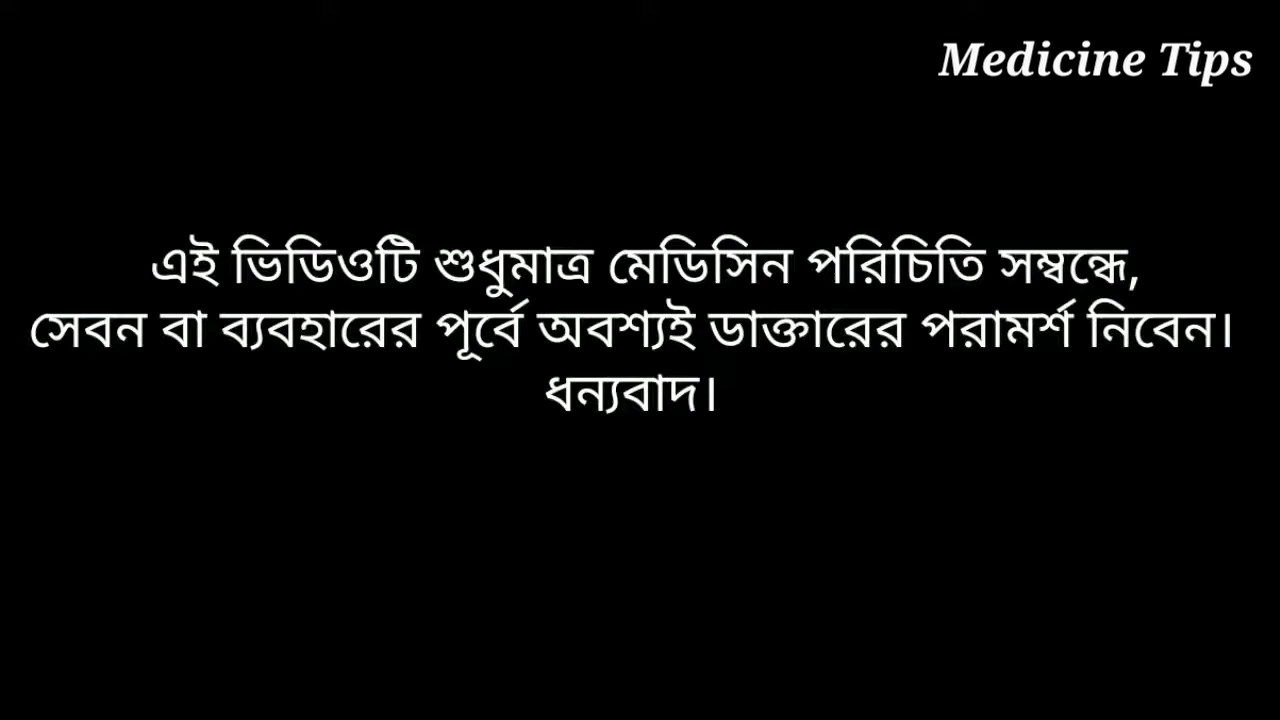 Medicine Tips
এই ভিডিওটি শুধুমাত্র মেডিসিন পরিচিতি সম্বন্ধে,
সেবন বা ব্যবহারের পূর্বে অবশ্যই ডাক্তারের পরামর্শ নিবেন।
ধন্যবাদ।